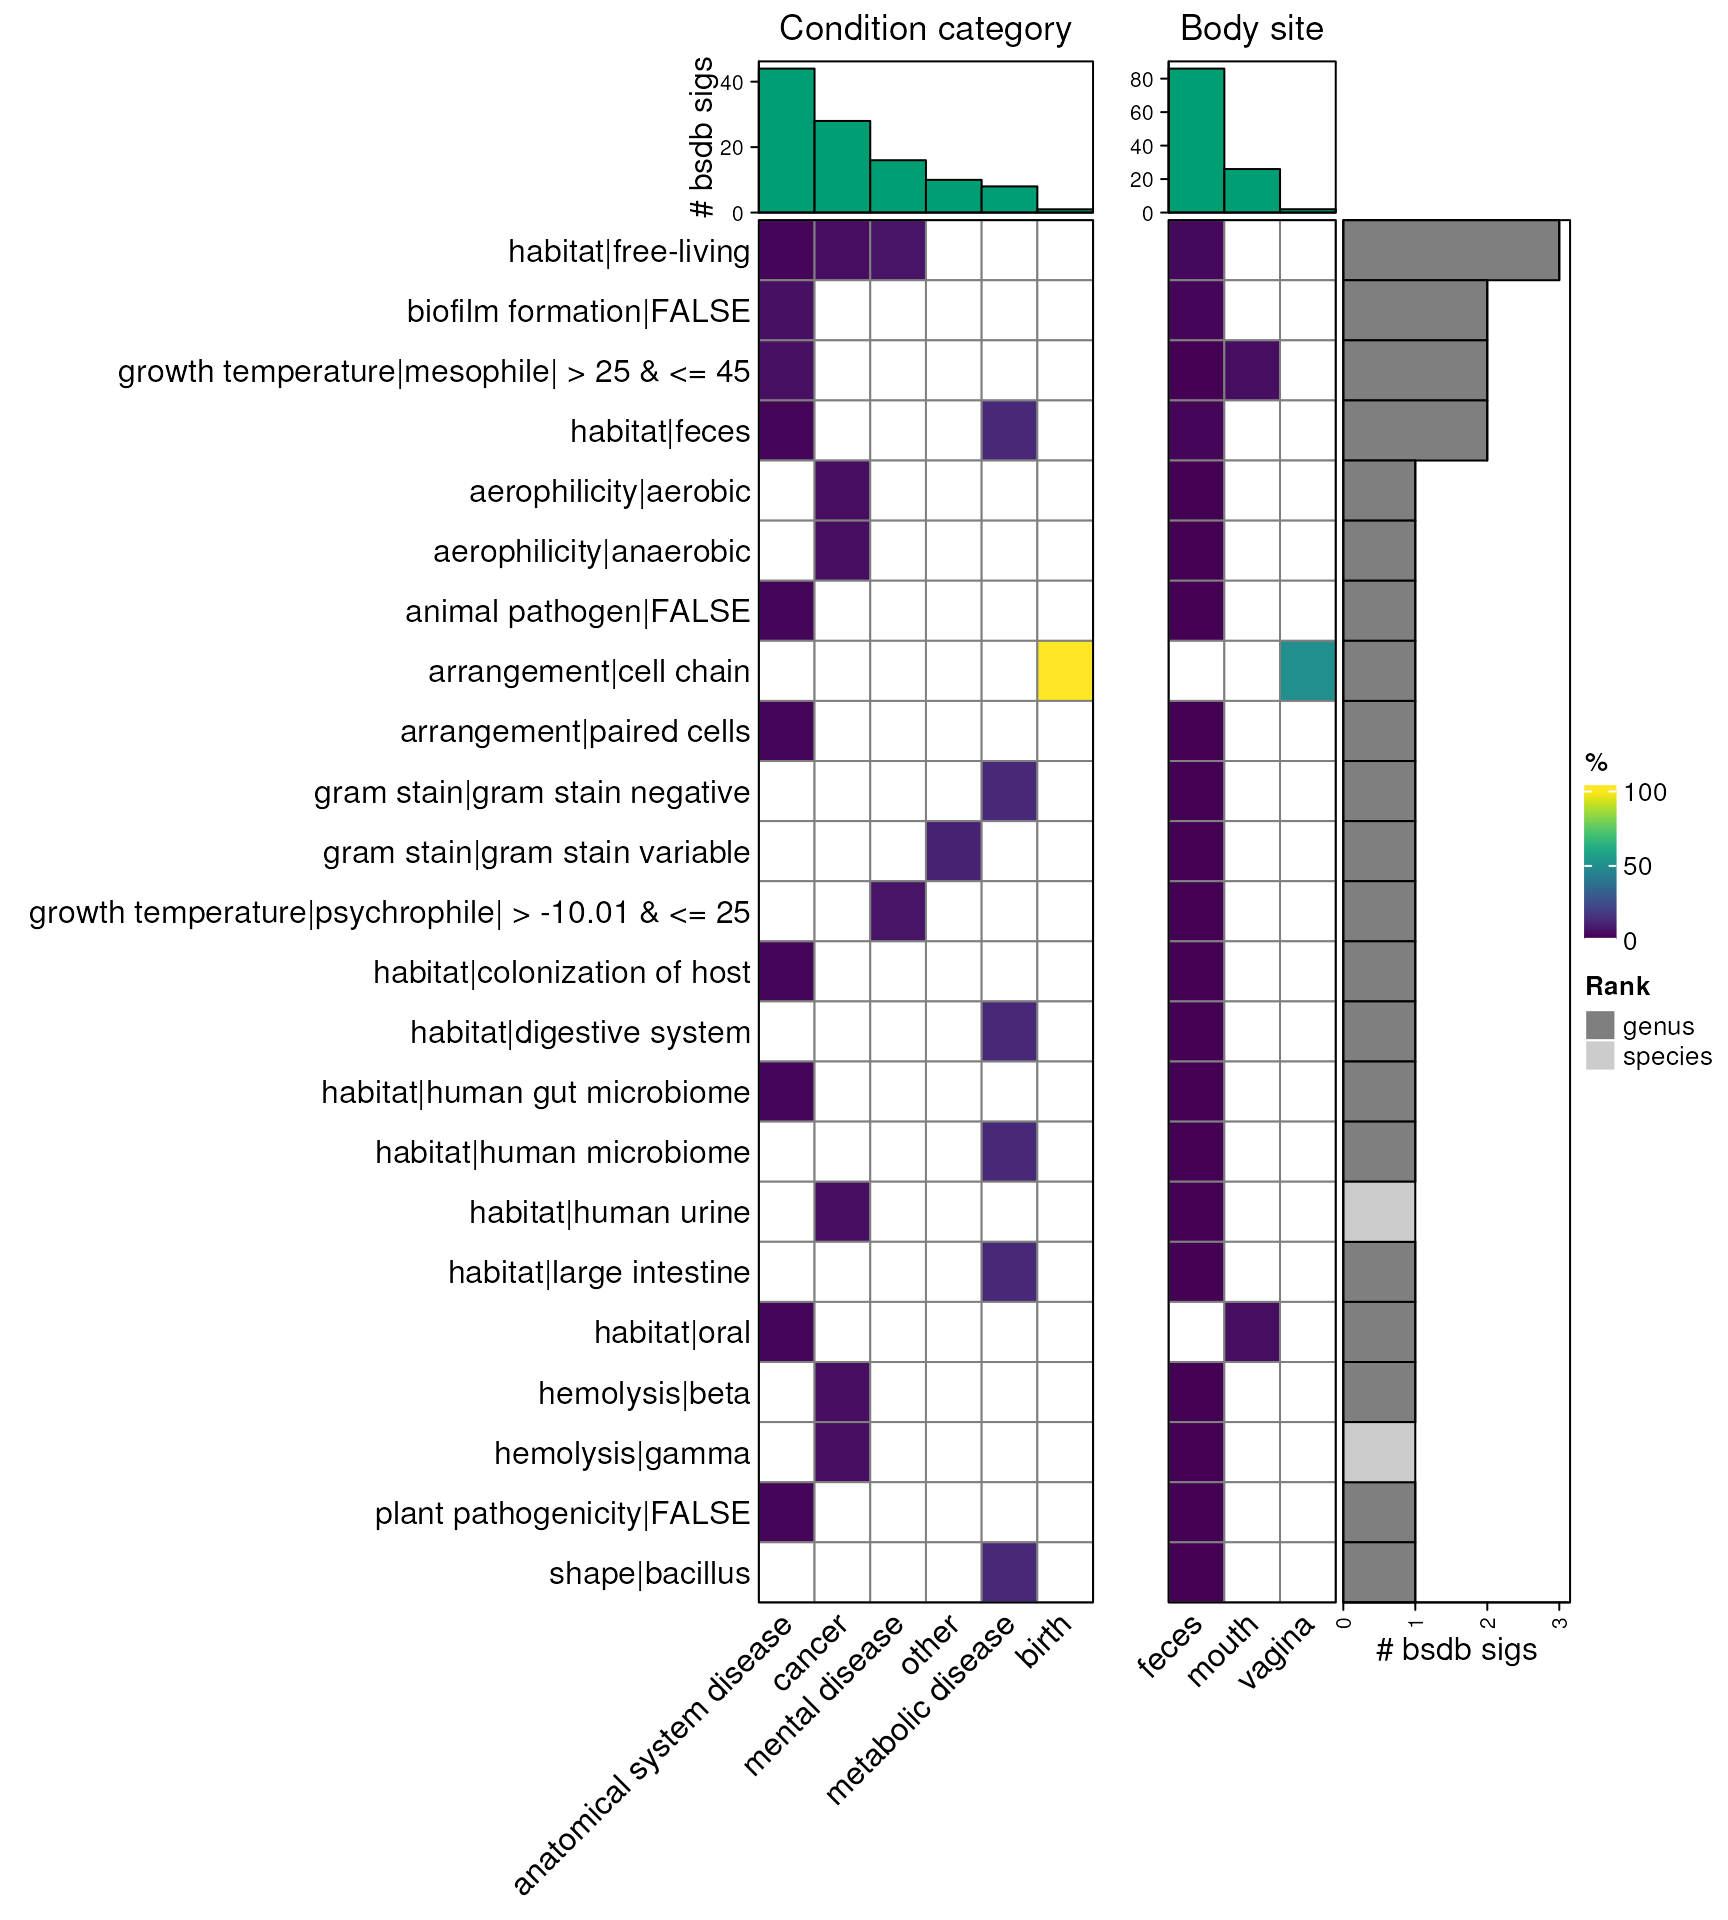 Condition category
Body site
# bsdb sigs
40
20
0
80
60
40
20
0
habitat|free-living
biofilm formation|FALSE
growth temperature|mesophile| > 25 & <= 45
habitat|feces
aerophilicity|aerobic
aerophilicity|anaerobic
animal pathogen|FALSE
arrangement|cell chain
arrangement|paired cells
gram stain|gram stain negative
gram stain|gram stain variable
growth temperature|psychrophile| > -10.01 & <= 25
habitat|colonization of host
habitat|digestive system
habitat|human gut microbiome
habitat|human microbiome
habitat|human urine
habitat|large intestine
habitat|oral
hemolysis|beta
hemolysis|gamma
plant pathogenicity|FALSE
shape|bacillus
anatomical system disease
cancer
mental disease
other
metabolic disease
birth
feces
mouth
vagina
0
1
2
3
# bsdb sigs
%
100
50
0
Rank
genus
species